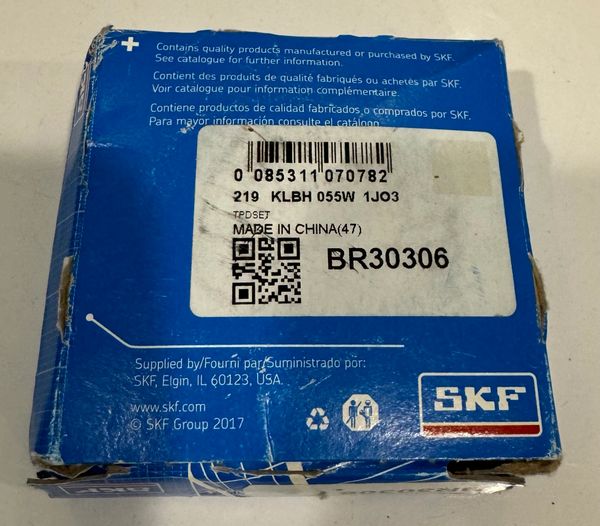 Contains quality products manufactured or purchased by SKF.
See catalogue for further information.
Contient des produits de qualité fabriqués ou achetés par SKF.
Voir catalogue pour information complémentaire.
Contiene productos de calidad fabricados o comprados por SKF.
Para mayor información consulte el catálogo.
0 085311 070782
219 KLBH 055W 1JO3
TPDSET
MADE IN CHINA(47)
BR30306
Supplied by/Fourni par/Suministrado por:
SKF, Elgin, IL 60123, USA.
www.skf.com
© SKF Group 2017
SKF
SKF